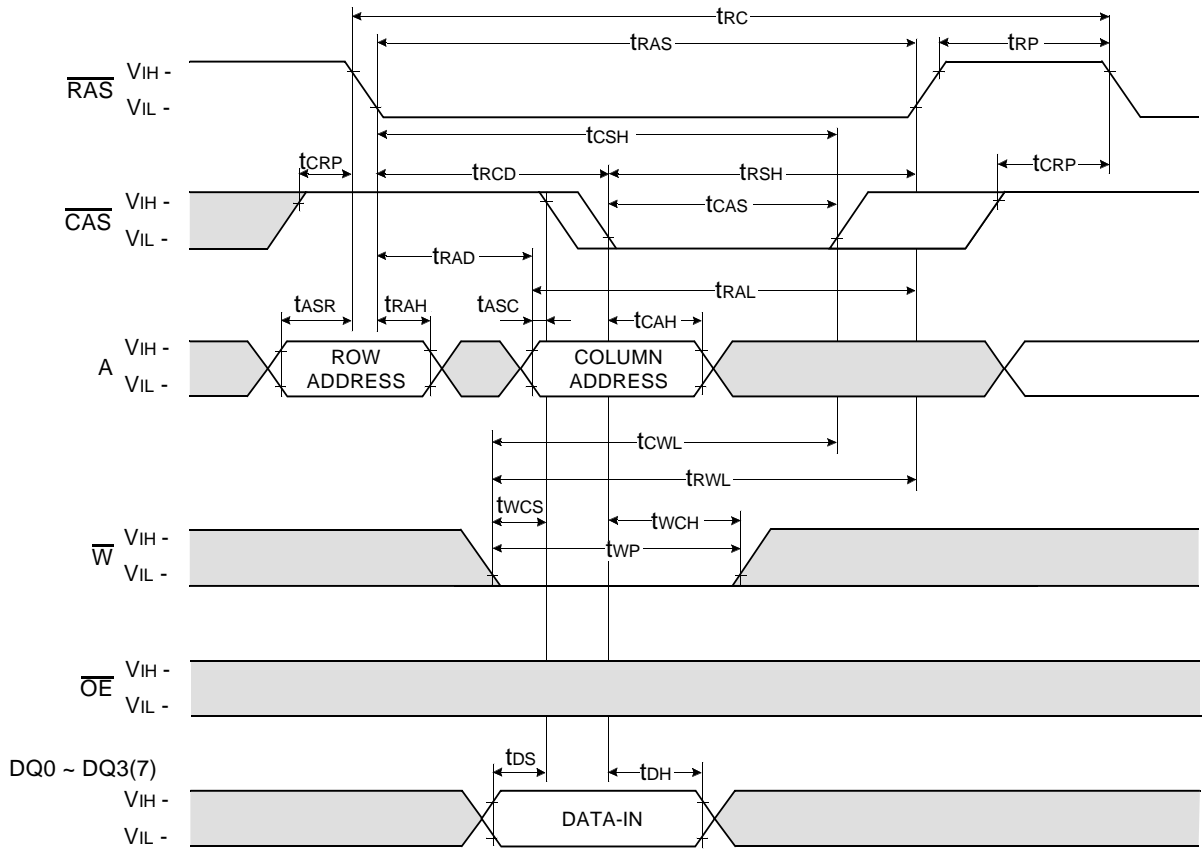 tRC
tRAS
tRP
RAS
VIH -
VIL -
tCSH
tCRP
tRCD
tRSH
tCRP
CAS
VIH -
VIL -
tCAS
tRAD
tRAL
tASR
tRAH
tASC
tCAH
A
VIH -
VIL -
ROW
ADDRESS
COLUMN
ADDRESS
tCWL
tRWL
tWCS
tWCH
W
VIH -
VIL -
tWP
OE
VIH -
VIL -
DQ0 ~ DQ3(7)
tDS
tDH
VIH -
VIL -
DATA-IN